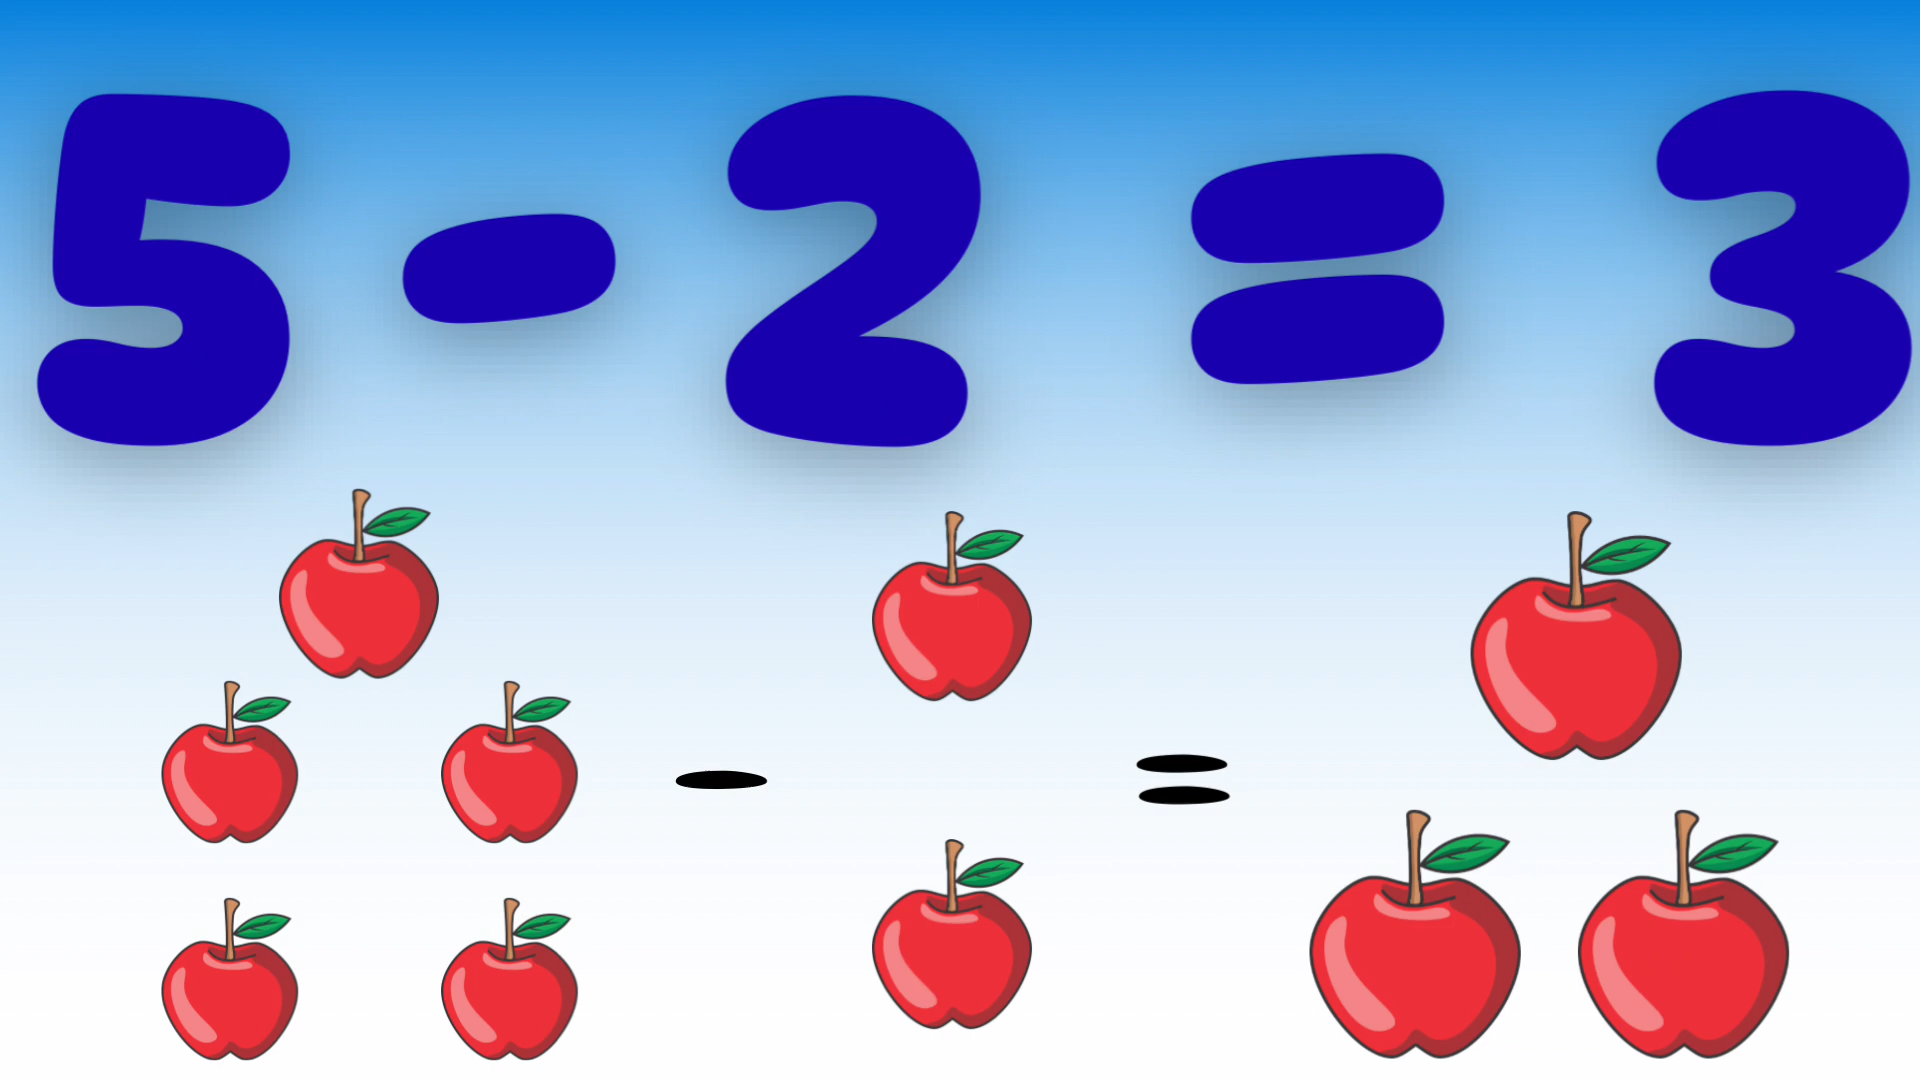 5 - 2 = 3
- =